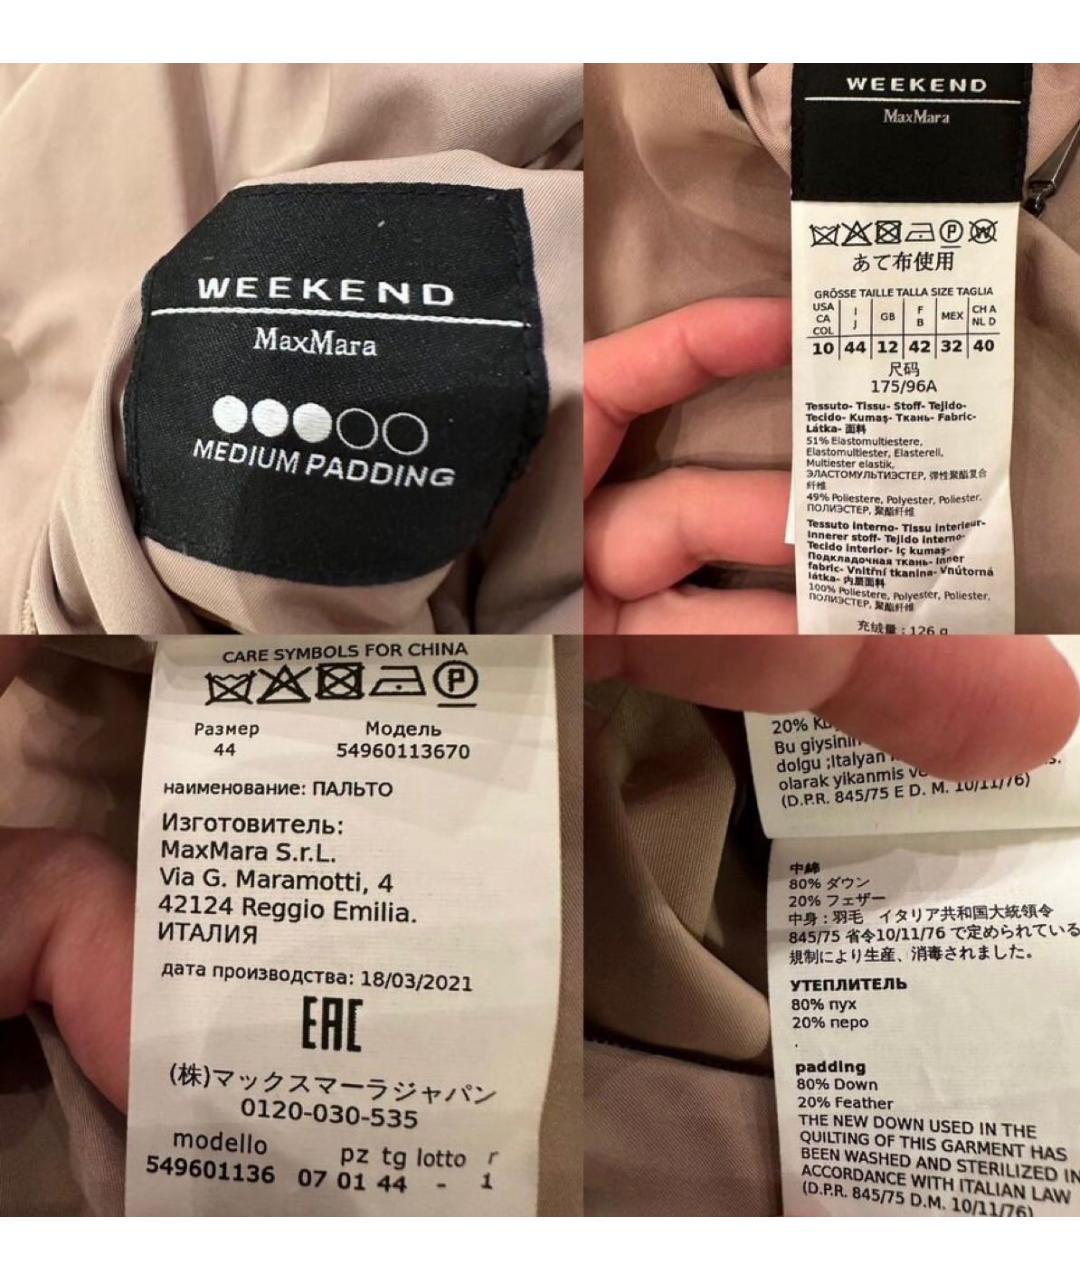 WEEKEND
MaxMara
MEDIUM PADDING
WEEKEND
MaxMara
あて布使用
GRÖSSE TAILLE TALLA SIZE TAGLIA
USA CA COL | I J | GB | F B | MEX | CH A NL D
10 | 44 | 12 | 42 | 32 | 40
尺码
175/96A
Tessuto- Tissu- Stoff- Tejido-
Tecido- Kumaş- Ткань- Fabric-
Látka- 面料
51% Elastomultiestere,
Elastomultiester, Elasterell,
Multiester elastik,
ЭЛАСТОМУЛЬТИЭСТЕР, 弹性聚酯复合
纤维
49% Poliestere, Polyester, Poliester,
ПОЛИЭСТЕР, 聚酯纤维
Tessuto interno- Tissu interieur-
Innerer stoff- Tejido interno-
Tecido interior- Iç kumaş-
Подкладочная ткань- Inner
fabric- Vnitřní tkanina- Vnútorná
látka- 内层面料
100% Poliestere, Polyester, Poliester,
ПОЛИЭСТЕР, 聚酯纤维
充绒量：126 g
CARE SYMBOLS FOR CHINA
P
Размер Модель
44 54960113670
наименование: ПАЛЬТО
Изготовитель:
MaxMara S.r.L.
Via G. Maramotti, 4
42124 Reggio Emilia.
ИТАЛИЯ
дата производства: 18/03/2021
EAC
(株)マックスマーラジャパン
0120-030-535
modello pz tg lotto r
549601136 07 01 44 - 1
20%
Bu giysinin
dolgu ;Italyan
olarak yikanmis
(D.P.R. 845/75 E D. M. 10/11/76)
中綿
80% ダウン
20% フェザー
中身：羽毛 イタリア共和国大統領令
845/75 省令10/11/76 で定められている
規制により生産、消毒されました。
УТЕПЛИТЕЛЬ
80% пух
20% перо
padding
80% Down
20% Feather
THE NEW DOWN USED IN THE
QUILTING OF THIS GARMENT HAS
BEEN WASHED AND STERILIZED IN
ACCORDANCE WITH ITALIAN LAW
(D.P.R. 845/75 D.M. 10/11/76)